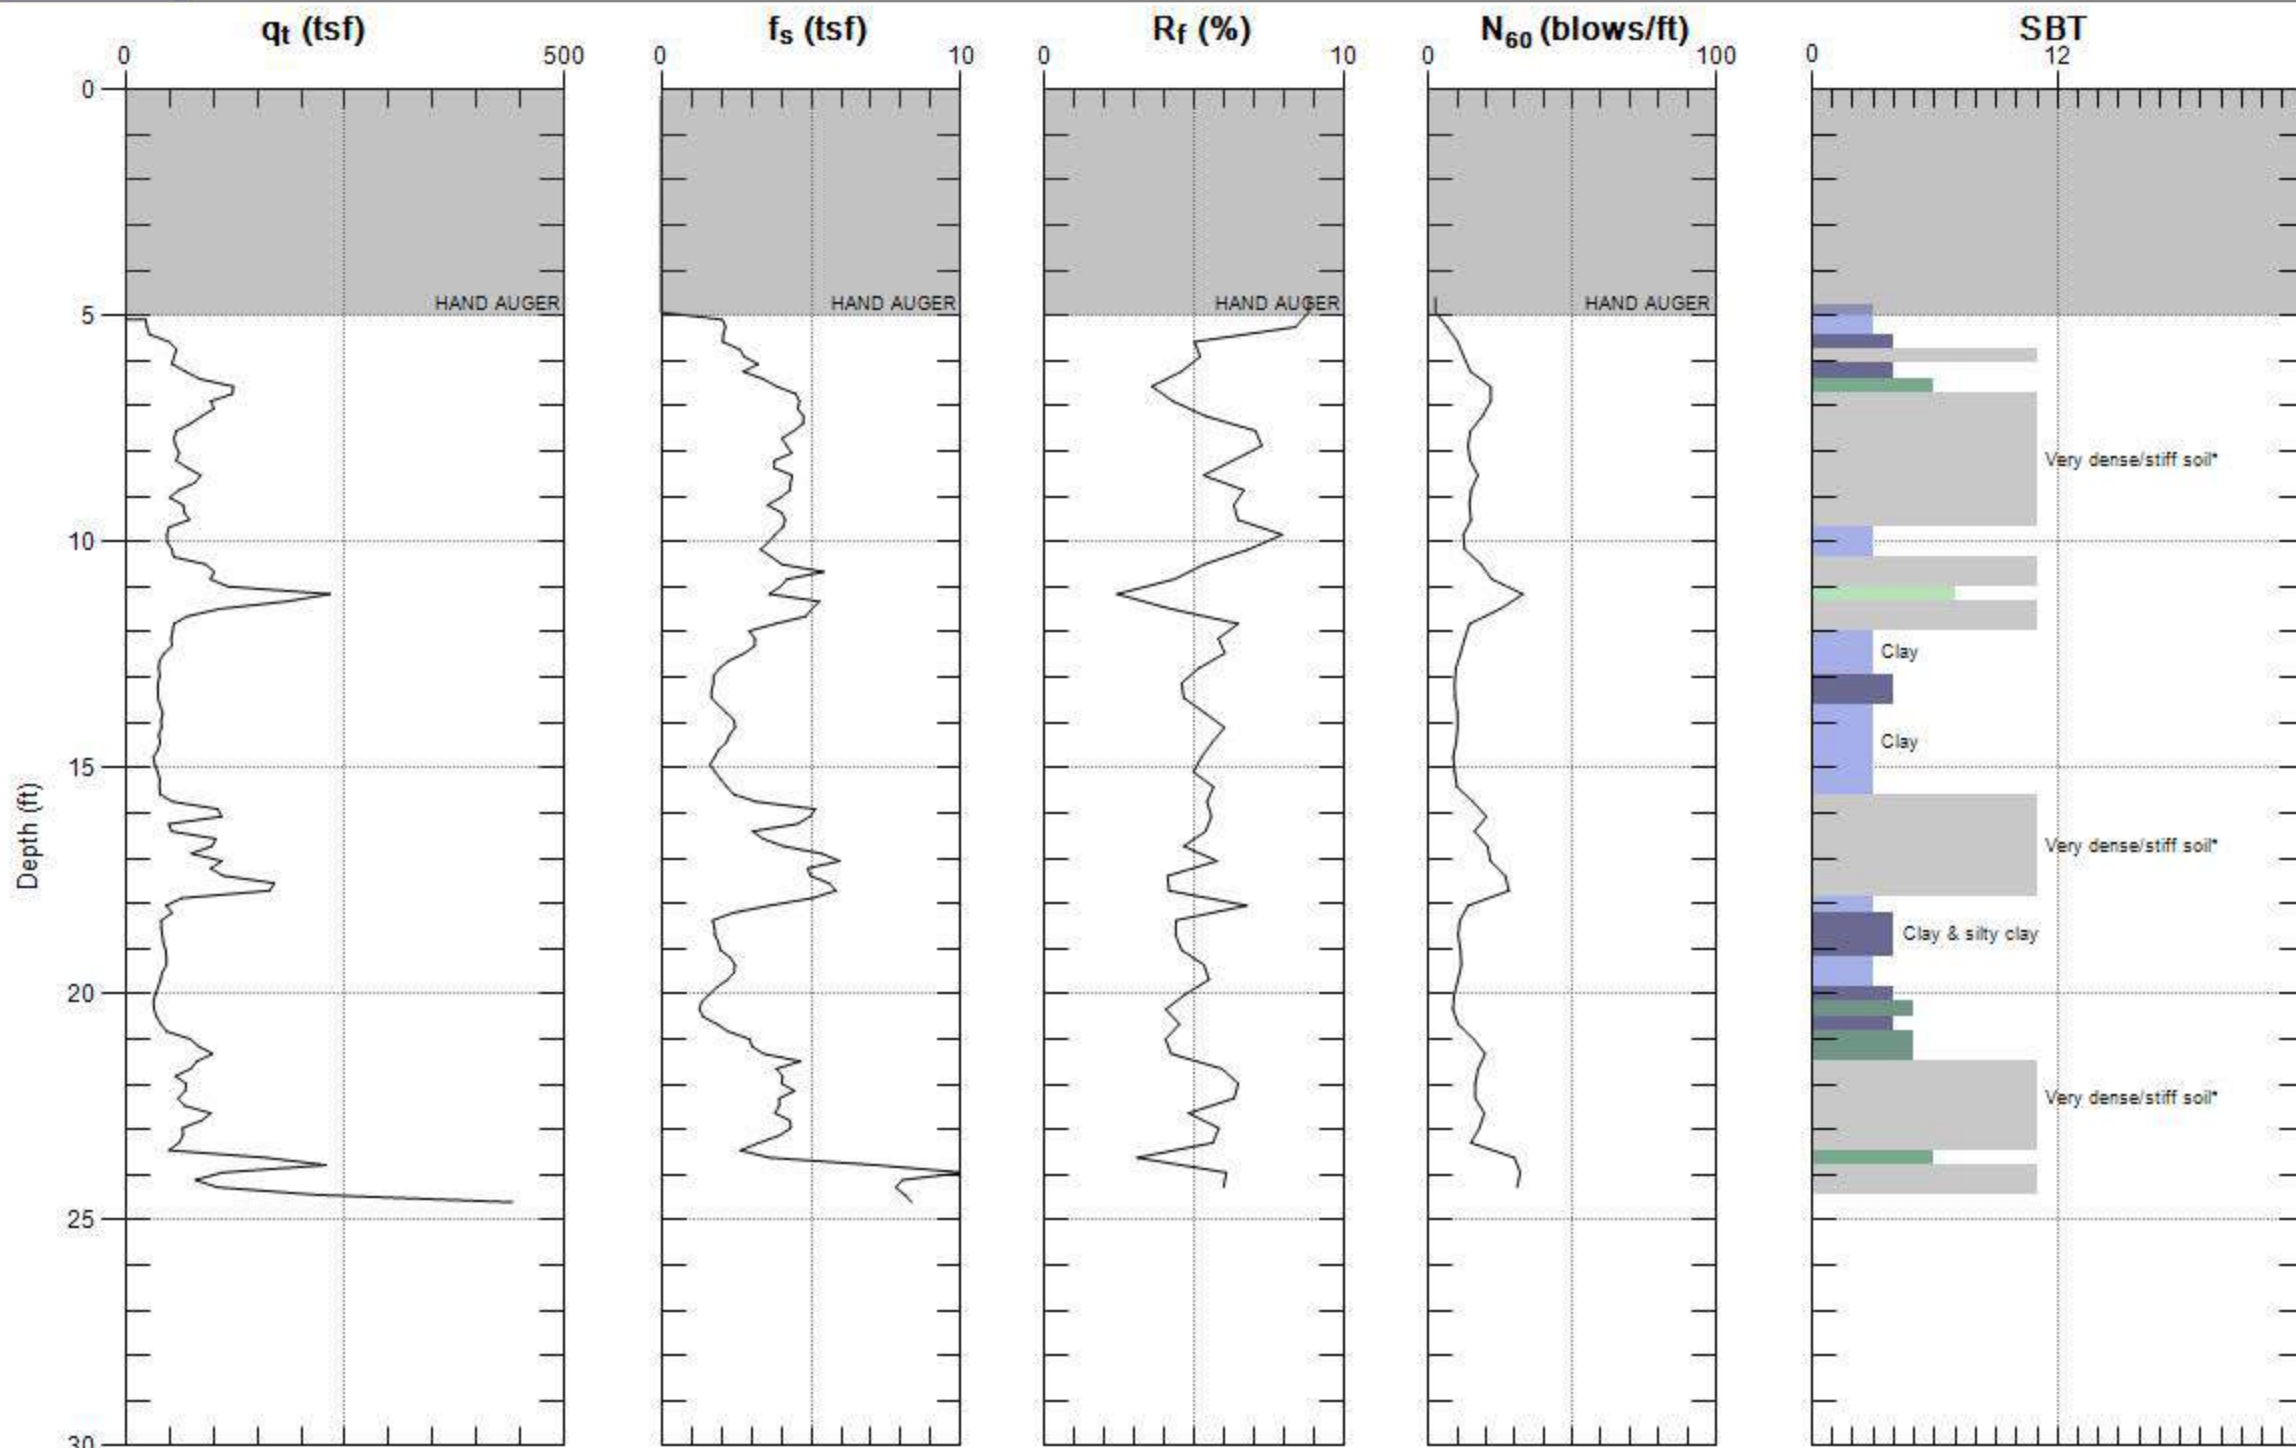 qt (tsf) fs (tsf) Rf (%) N60 (blows/ft) SBT
0 500 0 10 0 10 0 100 0 12
0
HAND AUGER HAND AUGER HAND AUGER HAND AUGER
5
Very dense/stiff soil*
10
Clay
Clay
15
Depth (ft)
Very dense/stiff soil*
Clay & silty clay
20
Very dense/stiff soil*
25
30